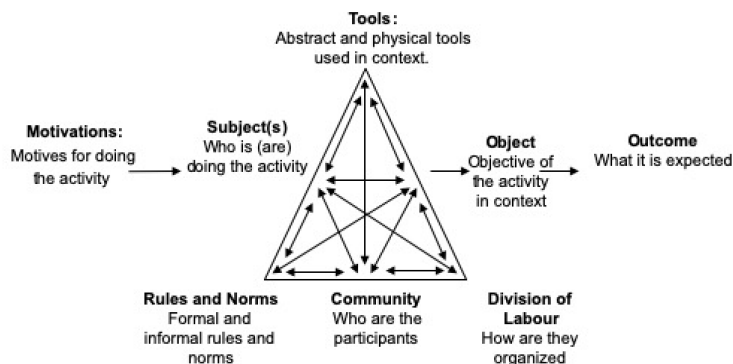 Tools:
Abstract and physical tools
used in context.
Motivations:
Motives for doing
the activity
Subject(s)
Who is (are)
doing the activity
Object
Objective of
the activity
in context
Outcome
What it is expected
Rules and Norms
Formal and
informal rules and
norms
Community
Who are the
participants
Division of
Labour
How are they
organized